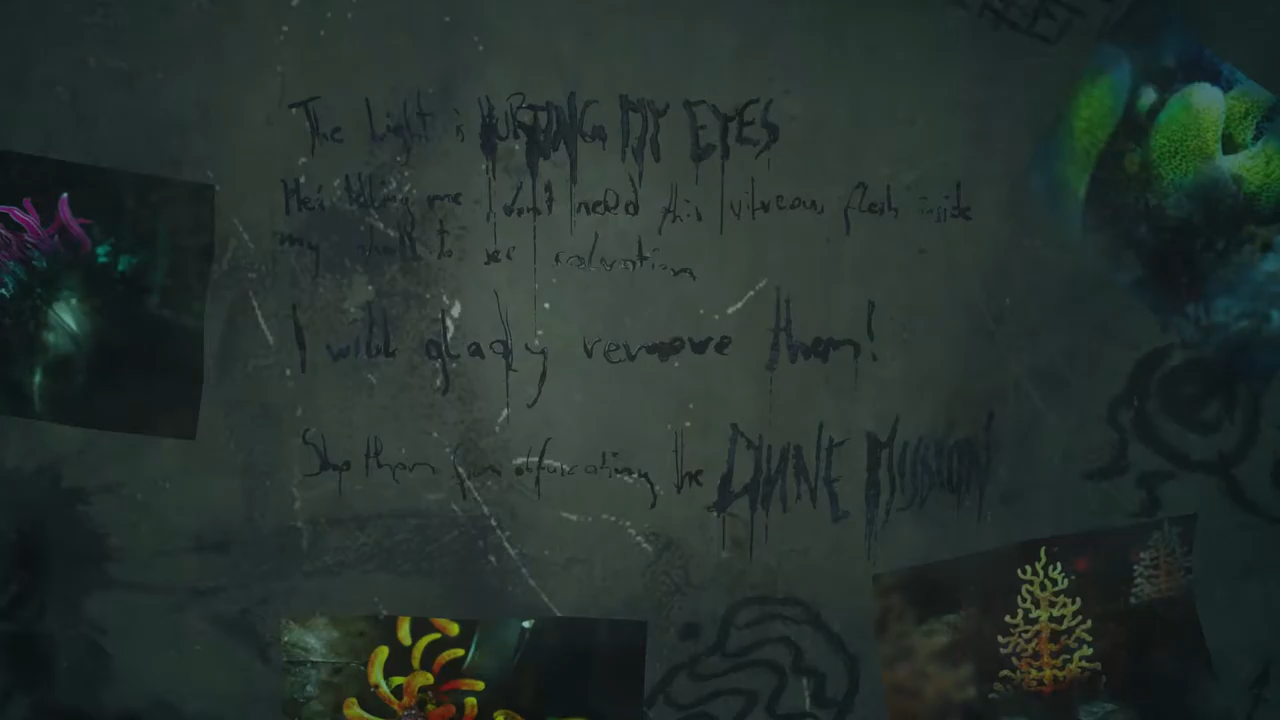 The Light is HURTING MY EYES
He's telling me I don't need this vitreous flesh inside
my skull to see salvation
I will gladly remove them!
Stop them from obfuscating the DIVINE MISSION